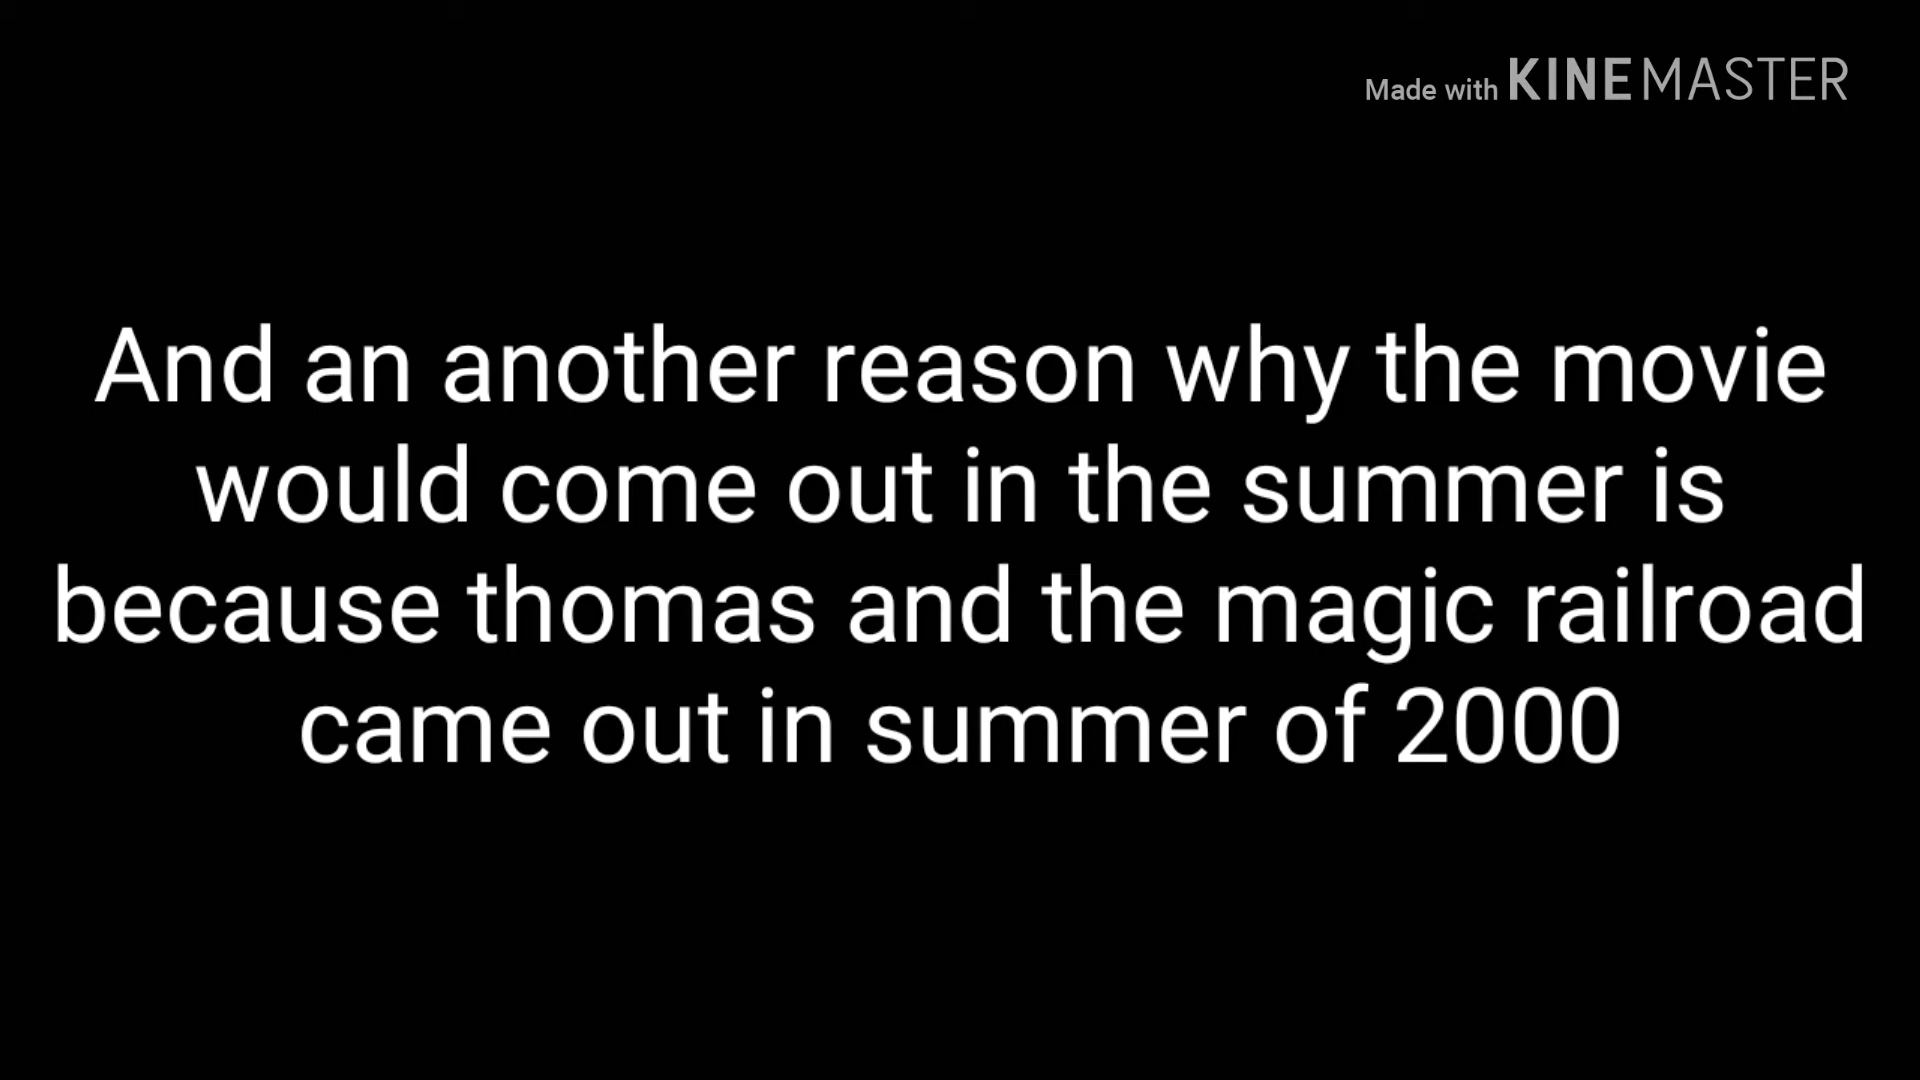 Made with KINEMASTER
And an another reason why the movie
would come out in the summer is
because thomas and the magic railroad
came out in summer of 2000